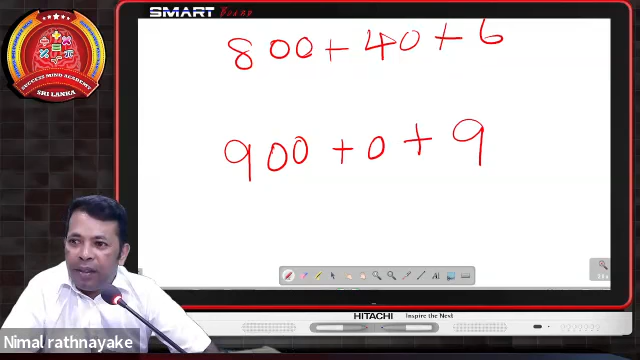 SMART
SUCCESS MIND ACADEMY
SRI LANKA
800 + 40 + 6
900 + 0 + 9
HITACHI Inspire the Next
Nimal rathnayake